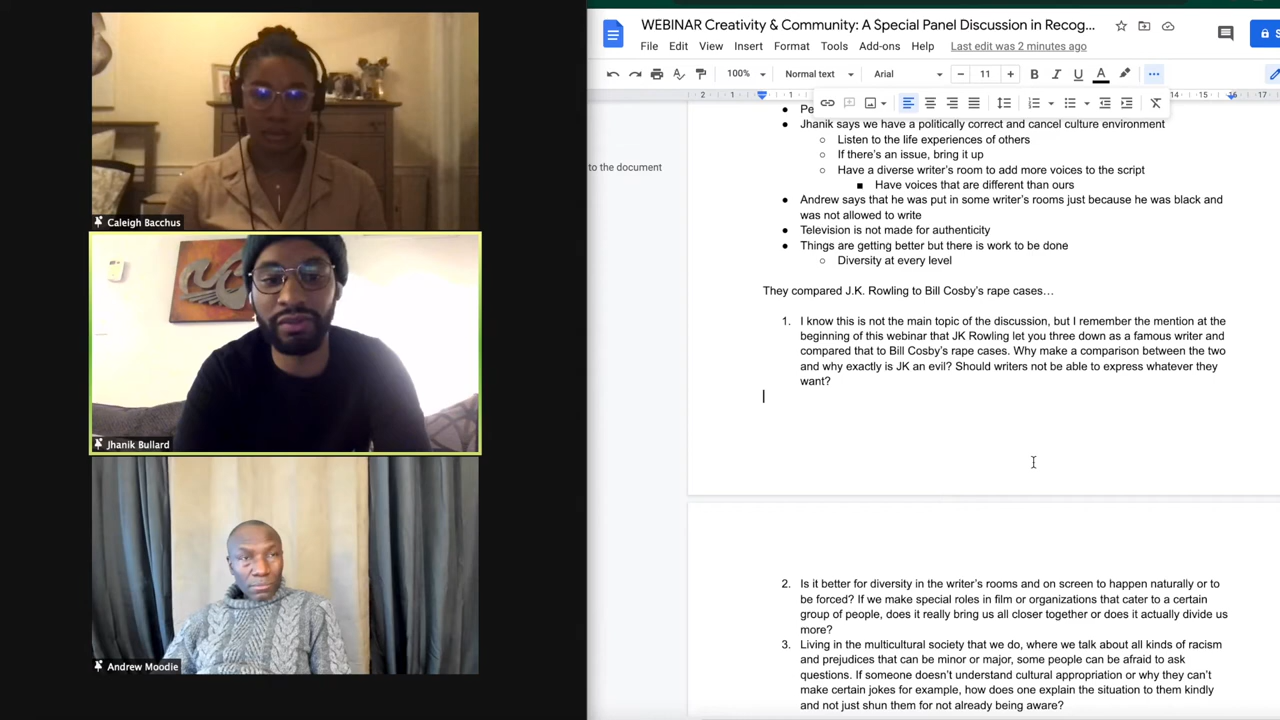 Caleigh Bacchus
Jhanik Bullard
Andrew Moodie
WEBINAR Creativity & Community: A Special Panel Discussion in Recog...
File Edit View Insert Format Tools Add-ons Help Last edit was 2 minutes ago
100% Normal text Arial 11
2 1 1 14 15 16 17
to the document
Pe
Jhanik says we have a politically correct and cancel culture environment
Listen to the life experiences of others
If there's an issue, bring it up
Have a diverse writer's room to add more voices to the script
Have voices that are different than ours
Andrew says that he was put in some writer's rooms just because he was black and
was not allowed to write
Television is not made for authenticity
Things are getting better but there is work to be done
Diversity at every level
They compared J.K. Rowling to Bill Cosby's rape cases…
1. I know this is not the main topic of the discussion, but I remember the mention at the
beginning of this webinar that JK Rowling let you three down as a famous writer and
compared that to Bill Cosby's rape cases. Why make a comparison between the two
and why exactly is JK an evil? Should writers not be able to express whatever they
want?
2. Is it better for diversity in the writer's rooms and on screen to happen naturally or to
be forced? If we make special roles in film or organizations that cater to a certain
group of people, does it really bring us all closer together or does it actually divide us
more?
3. Living in the multicultural society that we do, where we talk about all kinds of racism
and prejudices that can be minor or major, some people can be afraid to ask
questions. If someone doesn't understand cultural appropriation or why they can't
make certain jokes for example, how does one explain the situation to them kindly
and not just shun them for not already being aware?